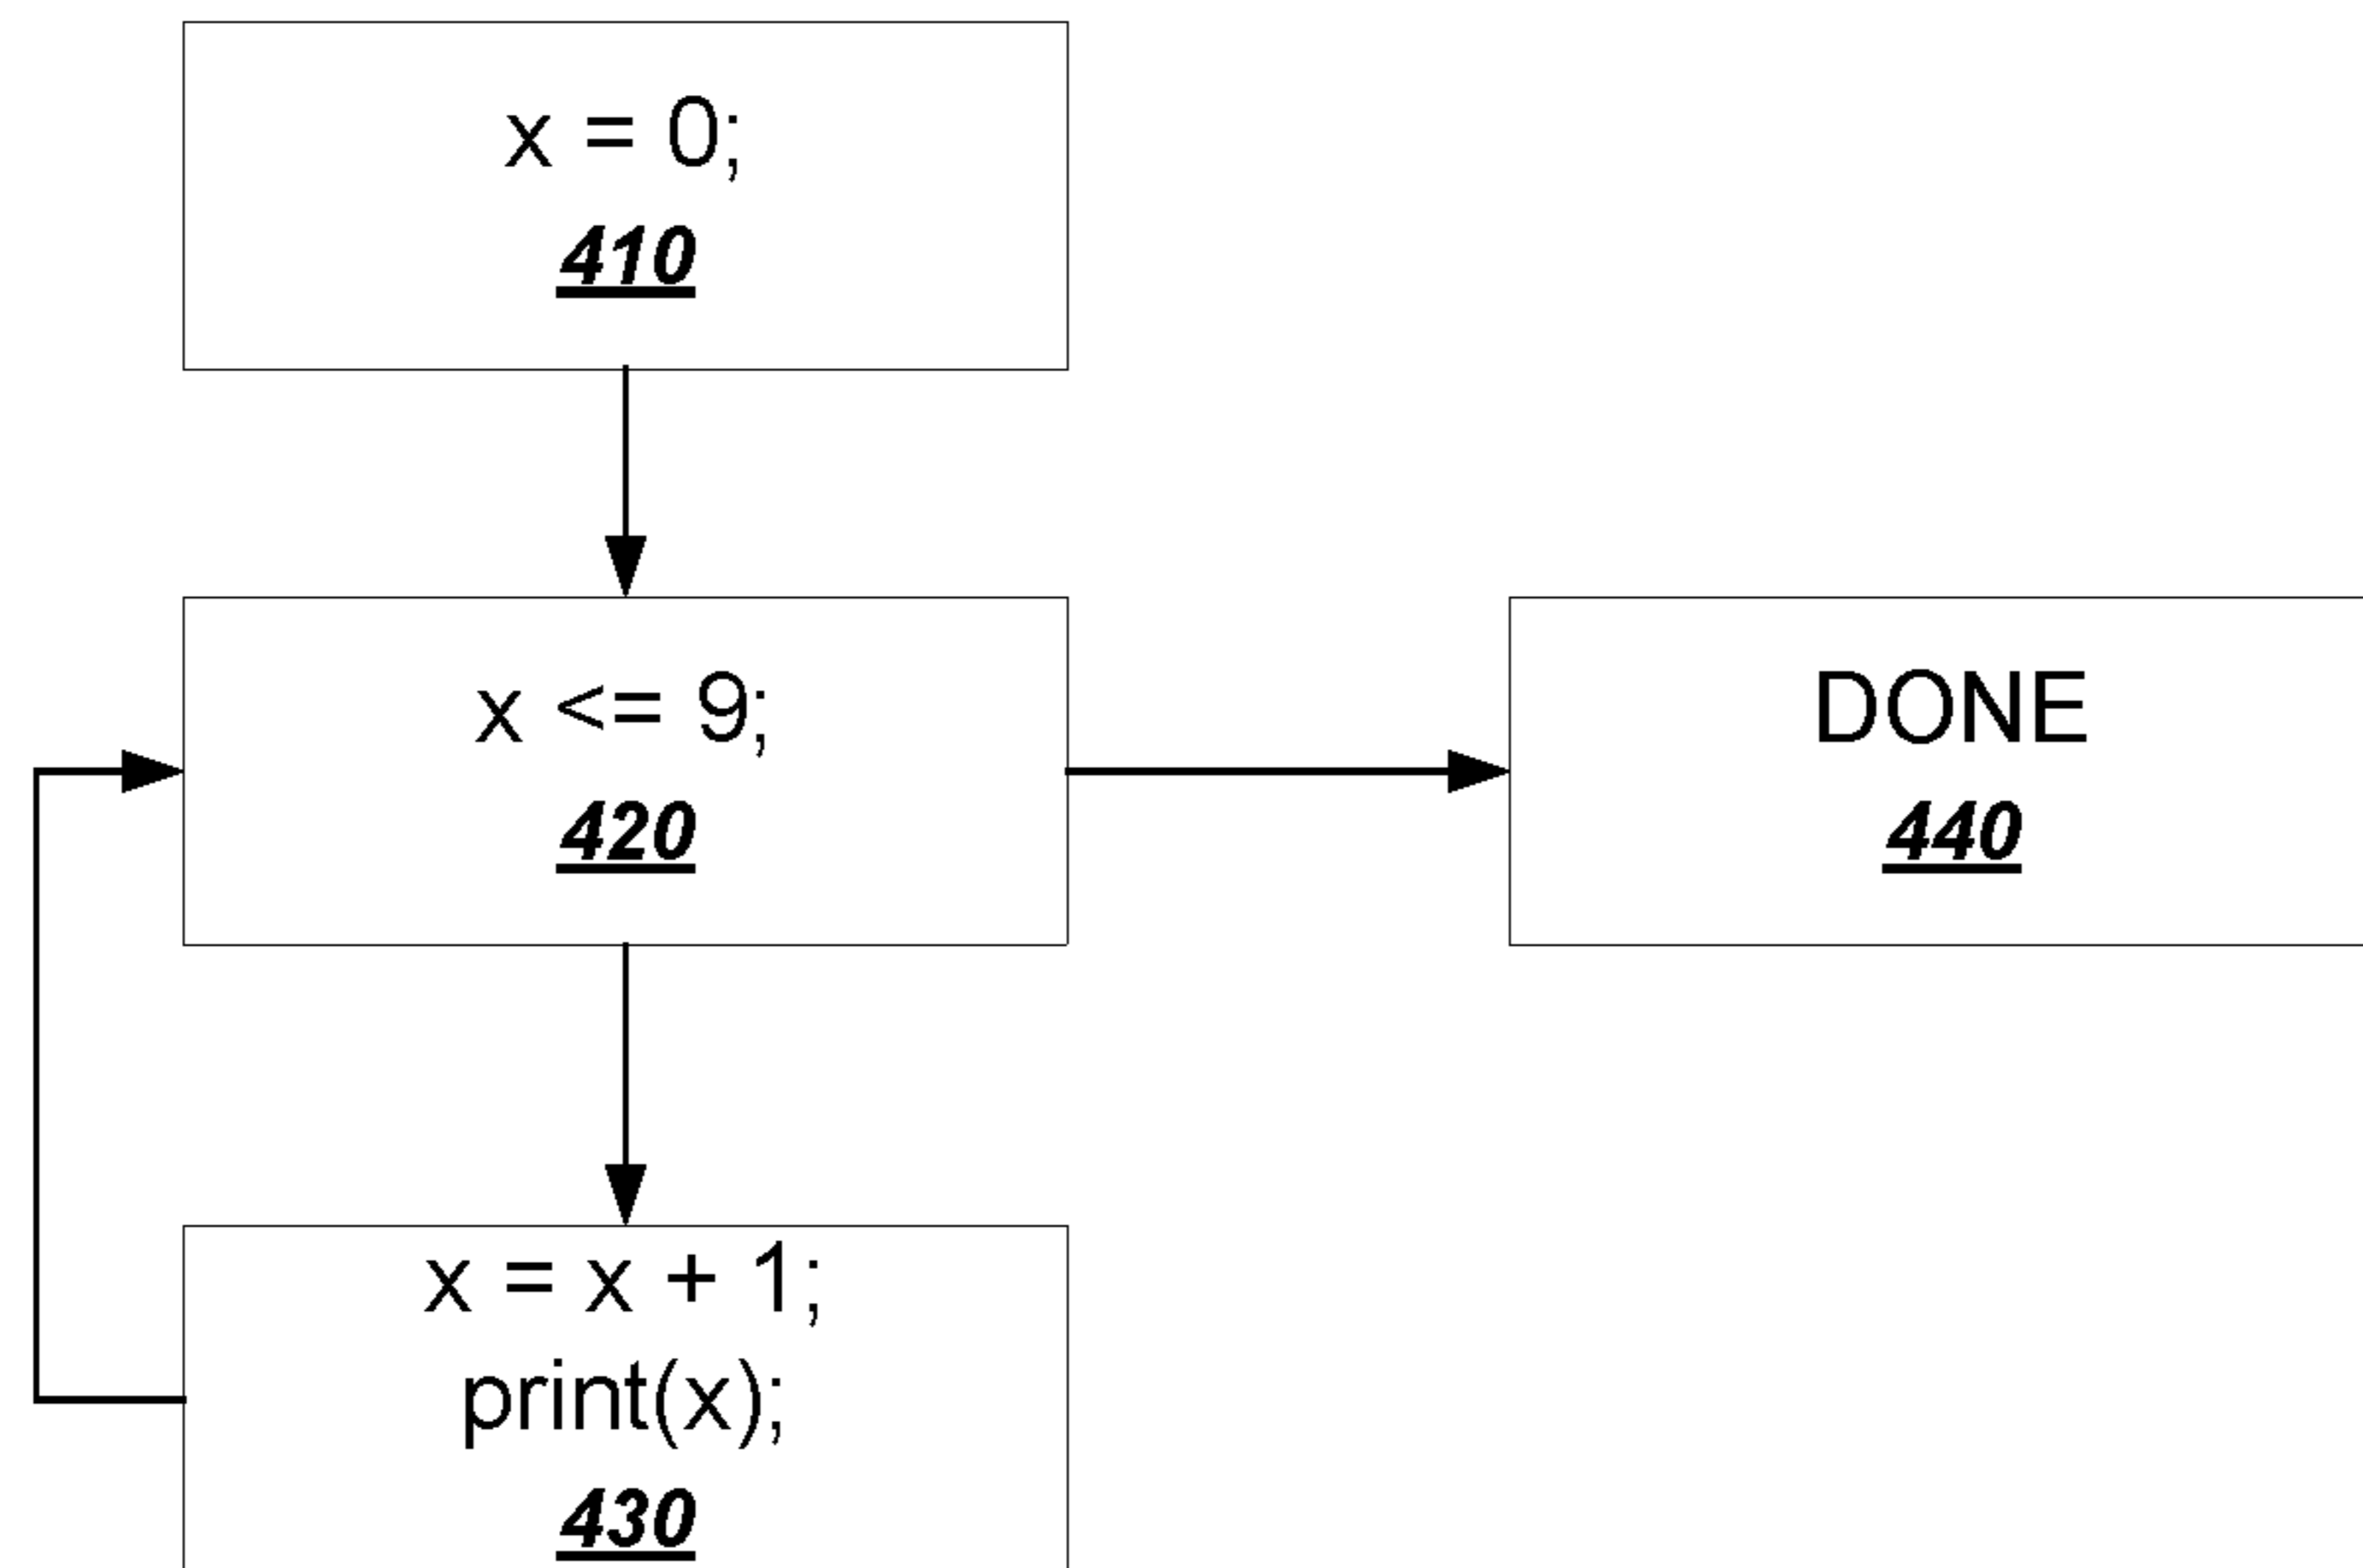 x = 0;
410
x <= 9;
420
DONE
440
x = x + 1;
print(x);
430